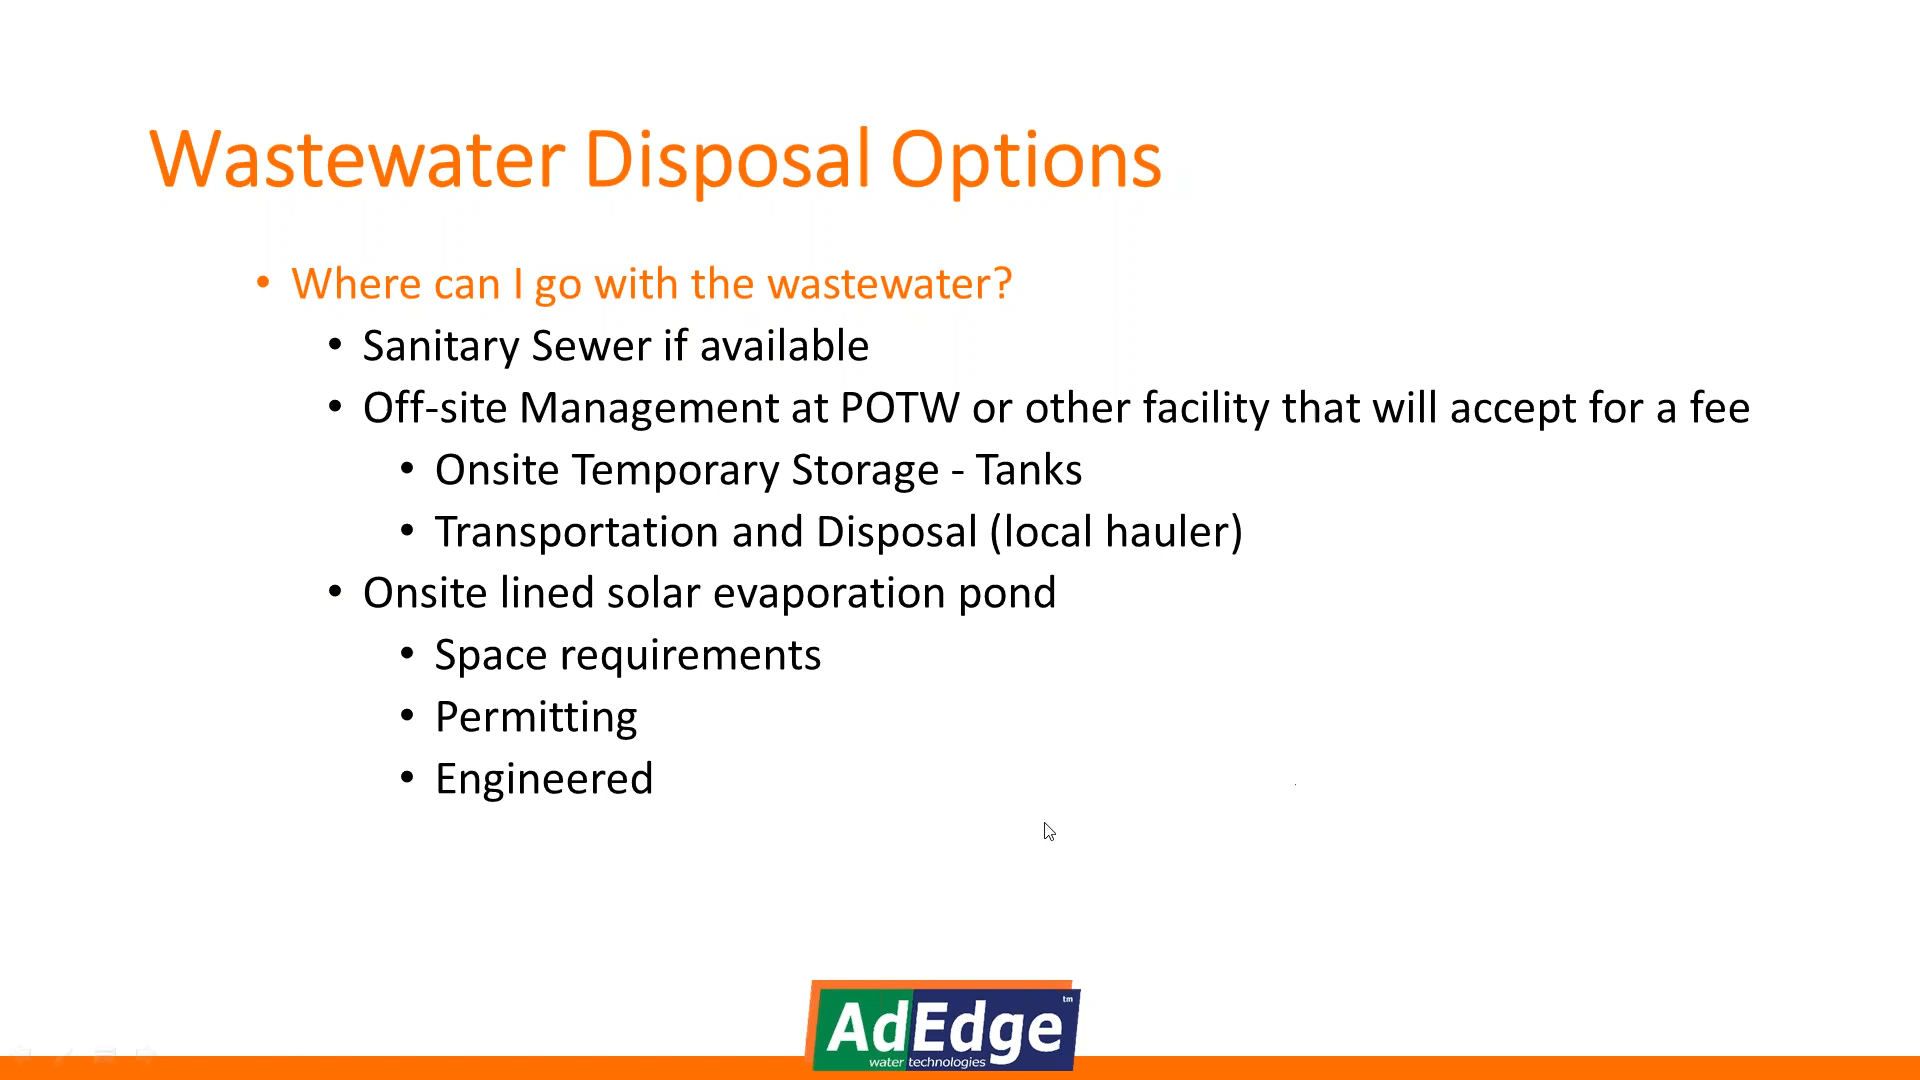 Wastewater Disposal Options
• Where can I go with the wastewater?
• Sanitary Sewer if available
• Off-site Management at POTW or other facility that will accept for a fee
• Onsite Temporary Storage - Tanks
• Transportation and Disposal (local hauler)
• Onsite lined solar evaporation pond
• Space requirements
• Permitting
• Engineered
AdEdge tm
water technologies